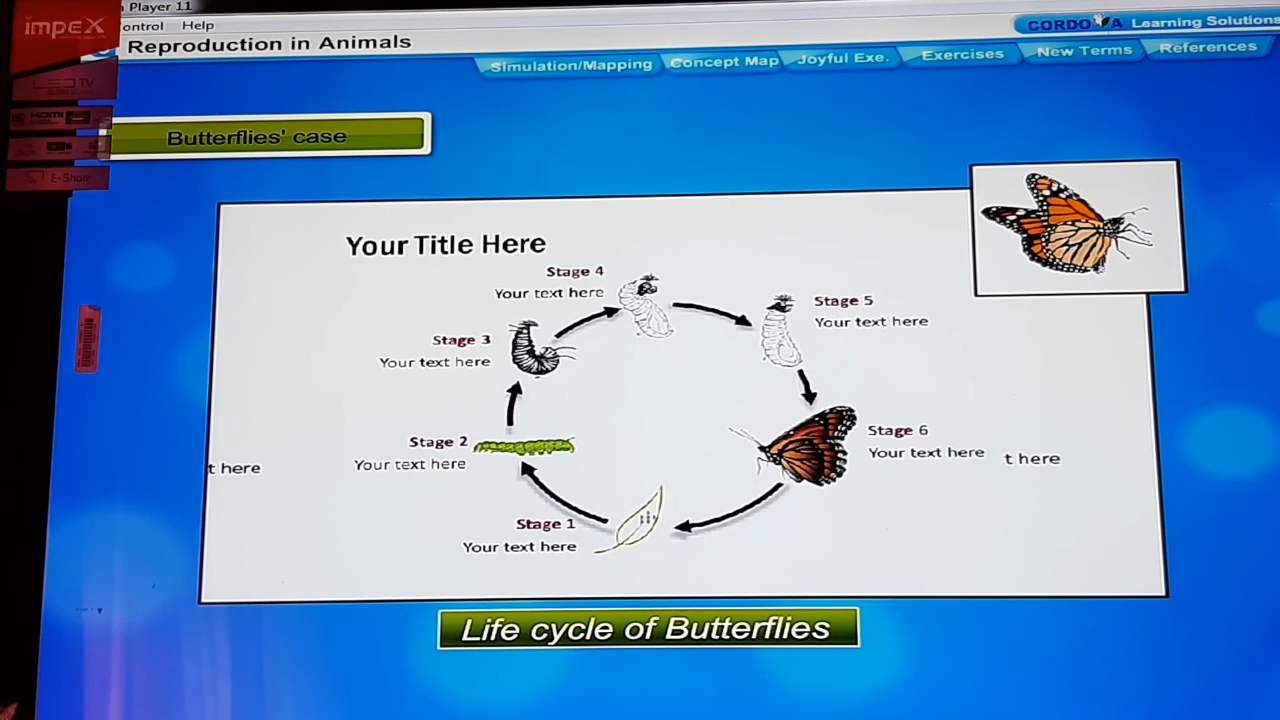 Player 11
impex
ontrol Help
CORDOVA Learning Solutions
Reproduction in Animals
Simulation/Mapping Concept Map Joyful Exe. Exercises New Terms References
LED TV
HDMI
E-Share
Butterflies' case
Your Title Here
Stage 4
Your text here
Stage 5
Your text here
Stage 3
Your text here
Stage 2
Your text here
Stage 6
Your text here
t here
t here
Stage 1
Your text here
Life cycle of Butterflies